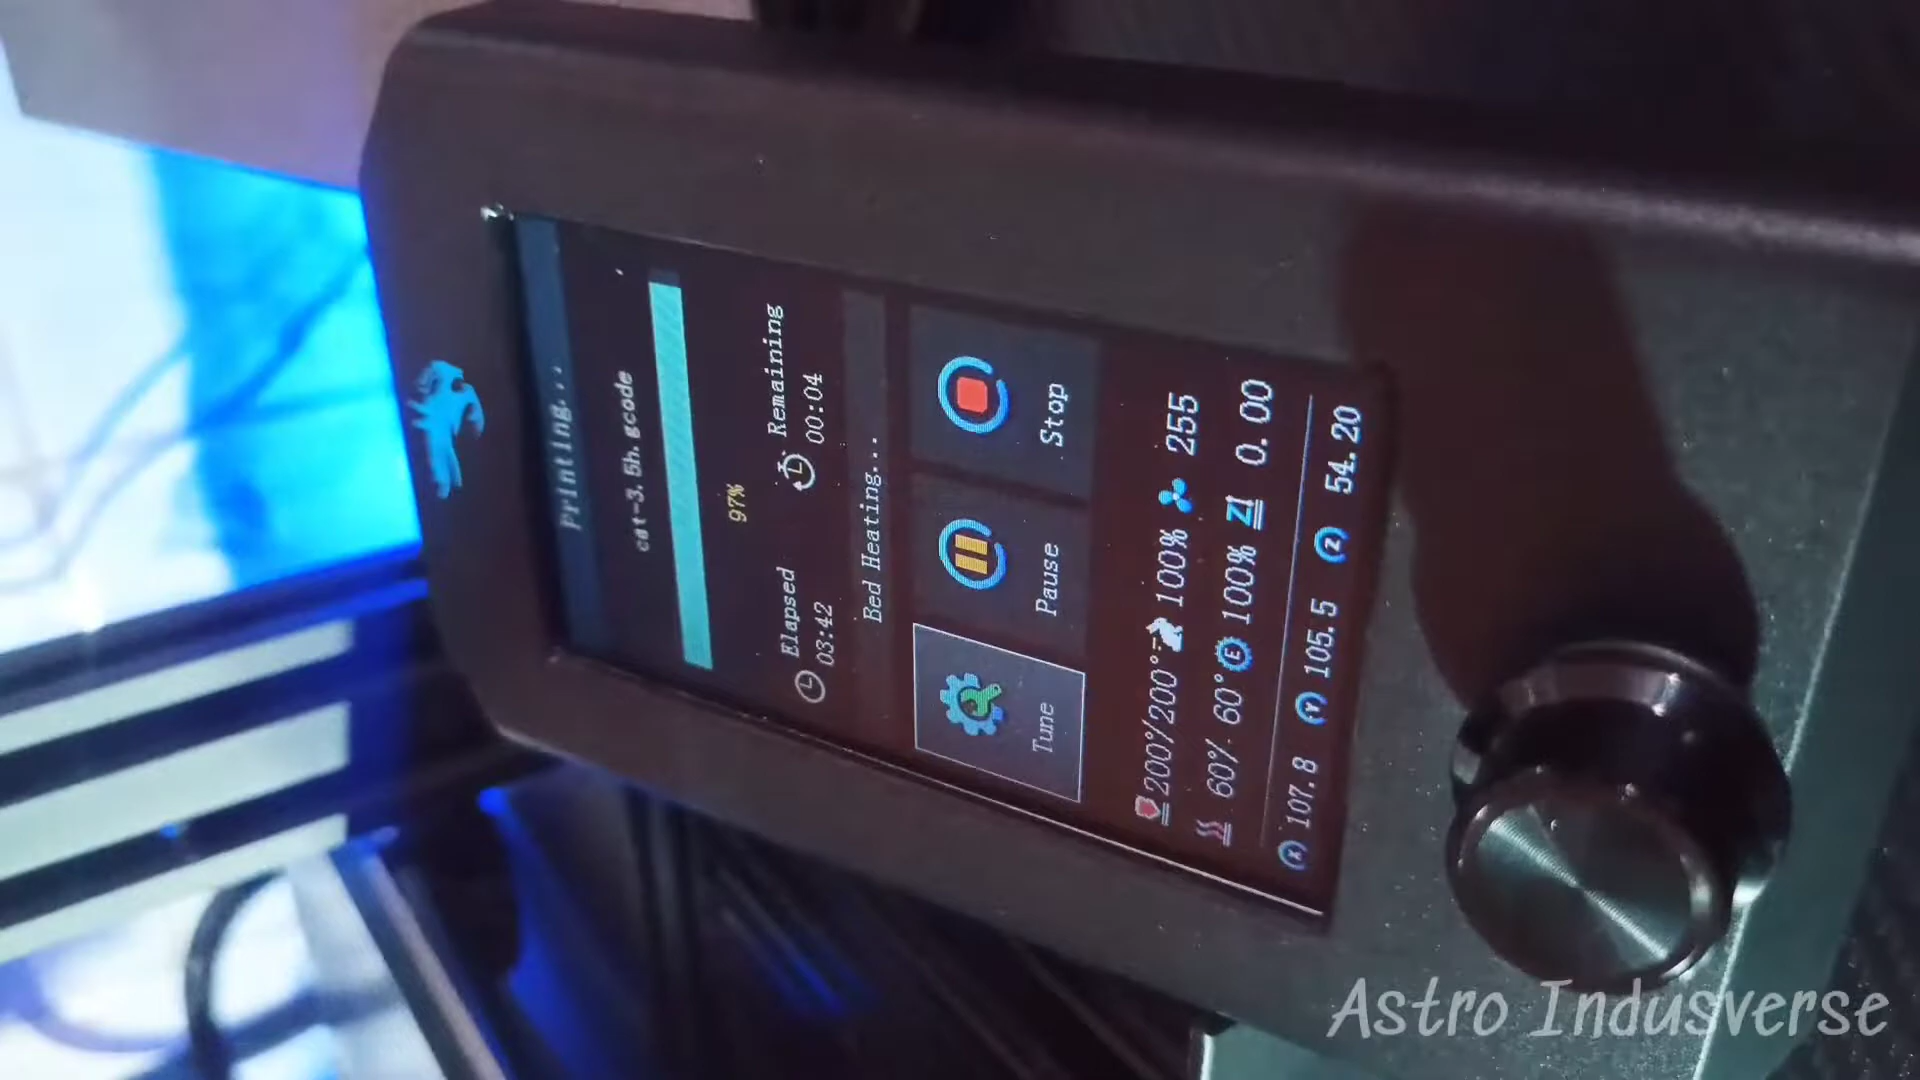 Printing...
cat-3.5h.gcode
97%
Elapsed
03:42
Remaining
00:04
Bed Heating...
Tune
Pause
Stop
200°/200° 100% 255
60°/ 60° E 100% Z 0.00
X 107.8 Y 105.5 Z 54.20
Astro Indusverse